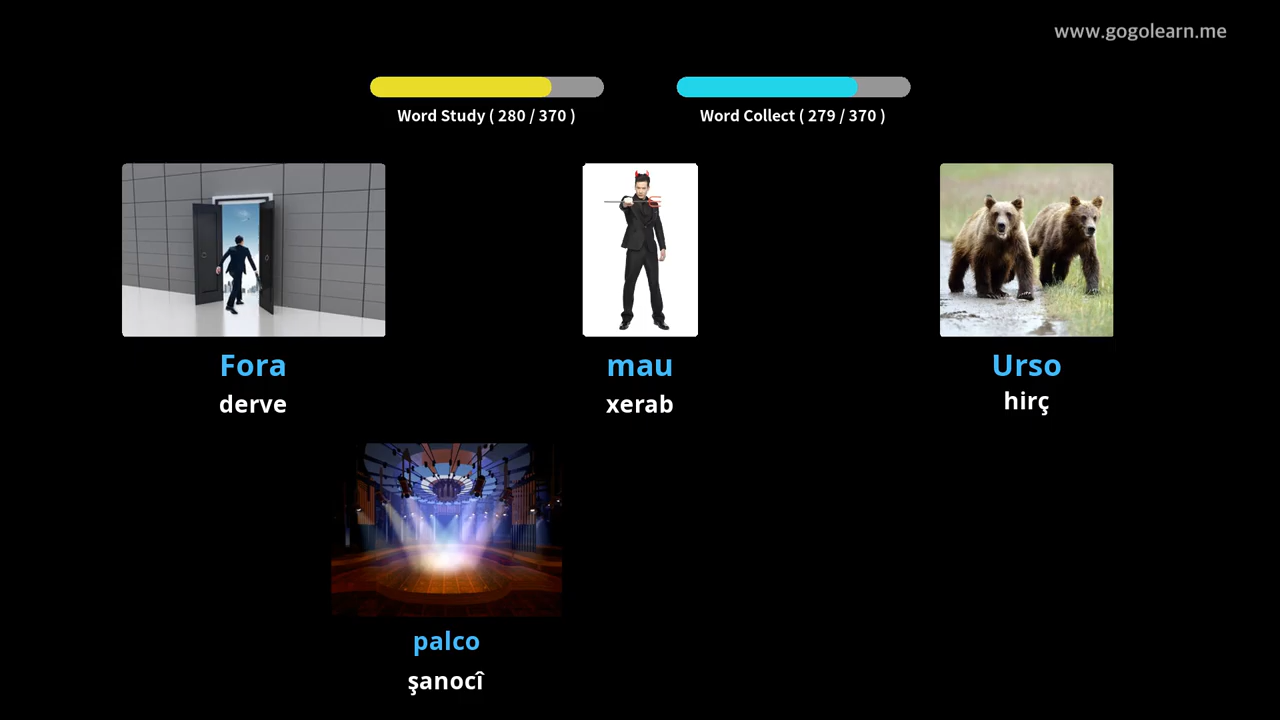 www.gogolearn.me
Word Study ( 280 / 370 )
Word Collect ( 279 / 370 )
Fora
derve
mau
xerab
Urso
hirç
palco
şanocî